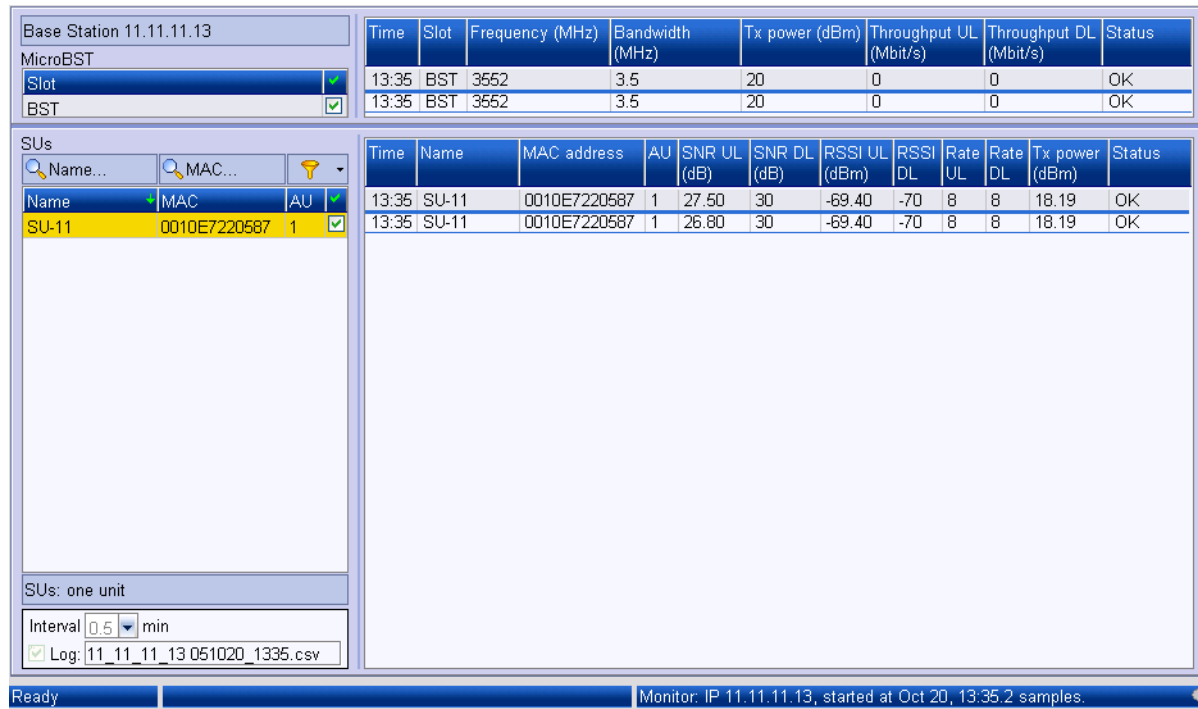 Base Station 11.11.11.13
MicroBST
Slot
BST
Time Slot Frequency (MHz) Bandwidth (MHz) Tx power (dBm) Throughput UL (Mbit/s) Throughput DL (Mbit/s) Status
13:35 BST 3552 3.5 20 0 0 OK
13:35 BST 3552 3.5 20 0 0 OK
SUs
Name... MAC...
Name MAC AU
SU-11 0010E7220587 1
SUs: one unit
Interval 0.5 min
Log: 11_11_11_13 051020_1335.csv
Time Name MAC address AU SNR UL (dB) SNR DL (dB) RSSI UL (dBm) RSSI DL Rate UL Rate DL Tx power (dBm) Status
13:35 SU-11 0010E7220587 1 27.50 30 -69.40 -70 8 8 18.19 OK
13:35 SU-11 0010E7220587 1 26.80 30 -69.40 -70 8 8 18.19 OK
Ready
Monitor: IP 11.11.11.13, started at Oct 20, 13:35.2 samples.